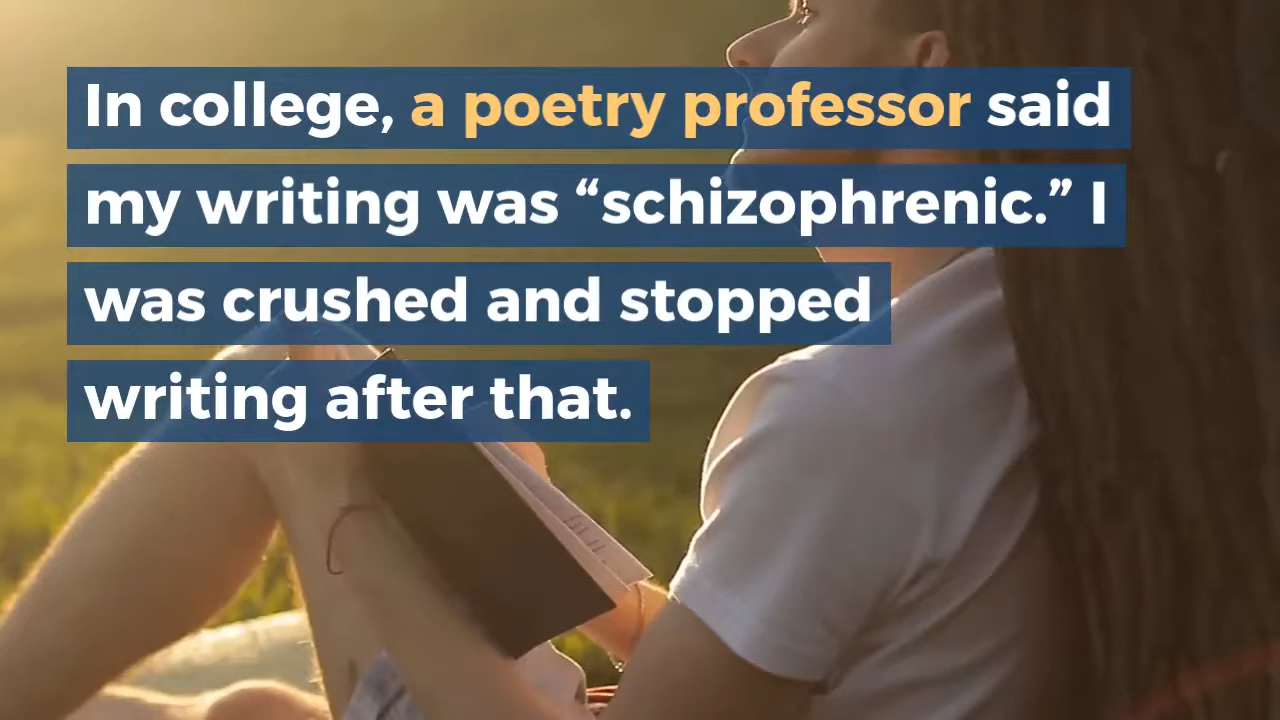 In college, a poetry professor said
my writing was “schizophrenic.” I
was crushed and stopped
writing after that.